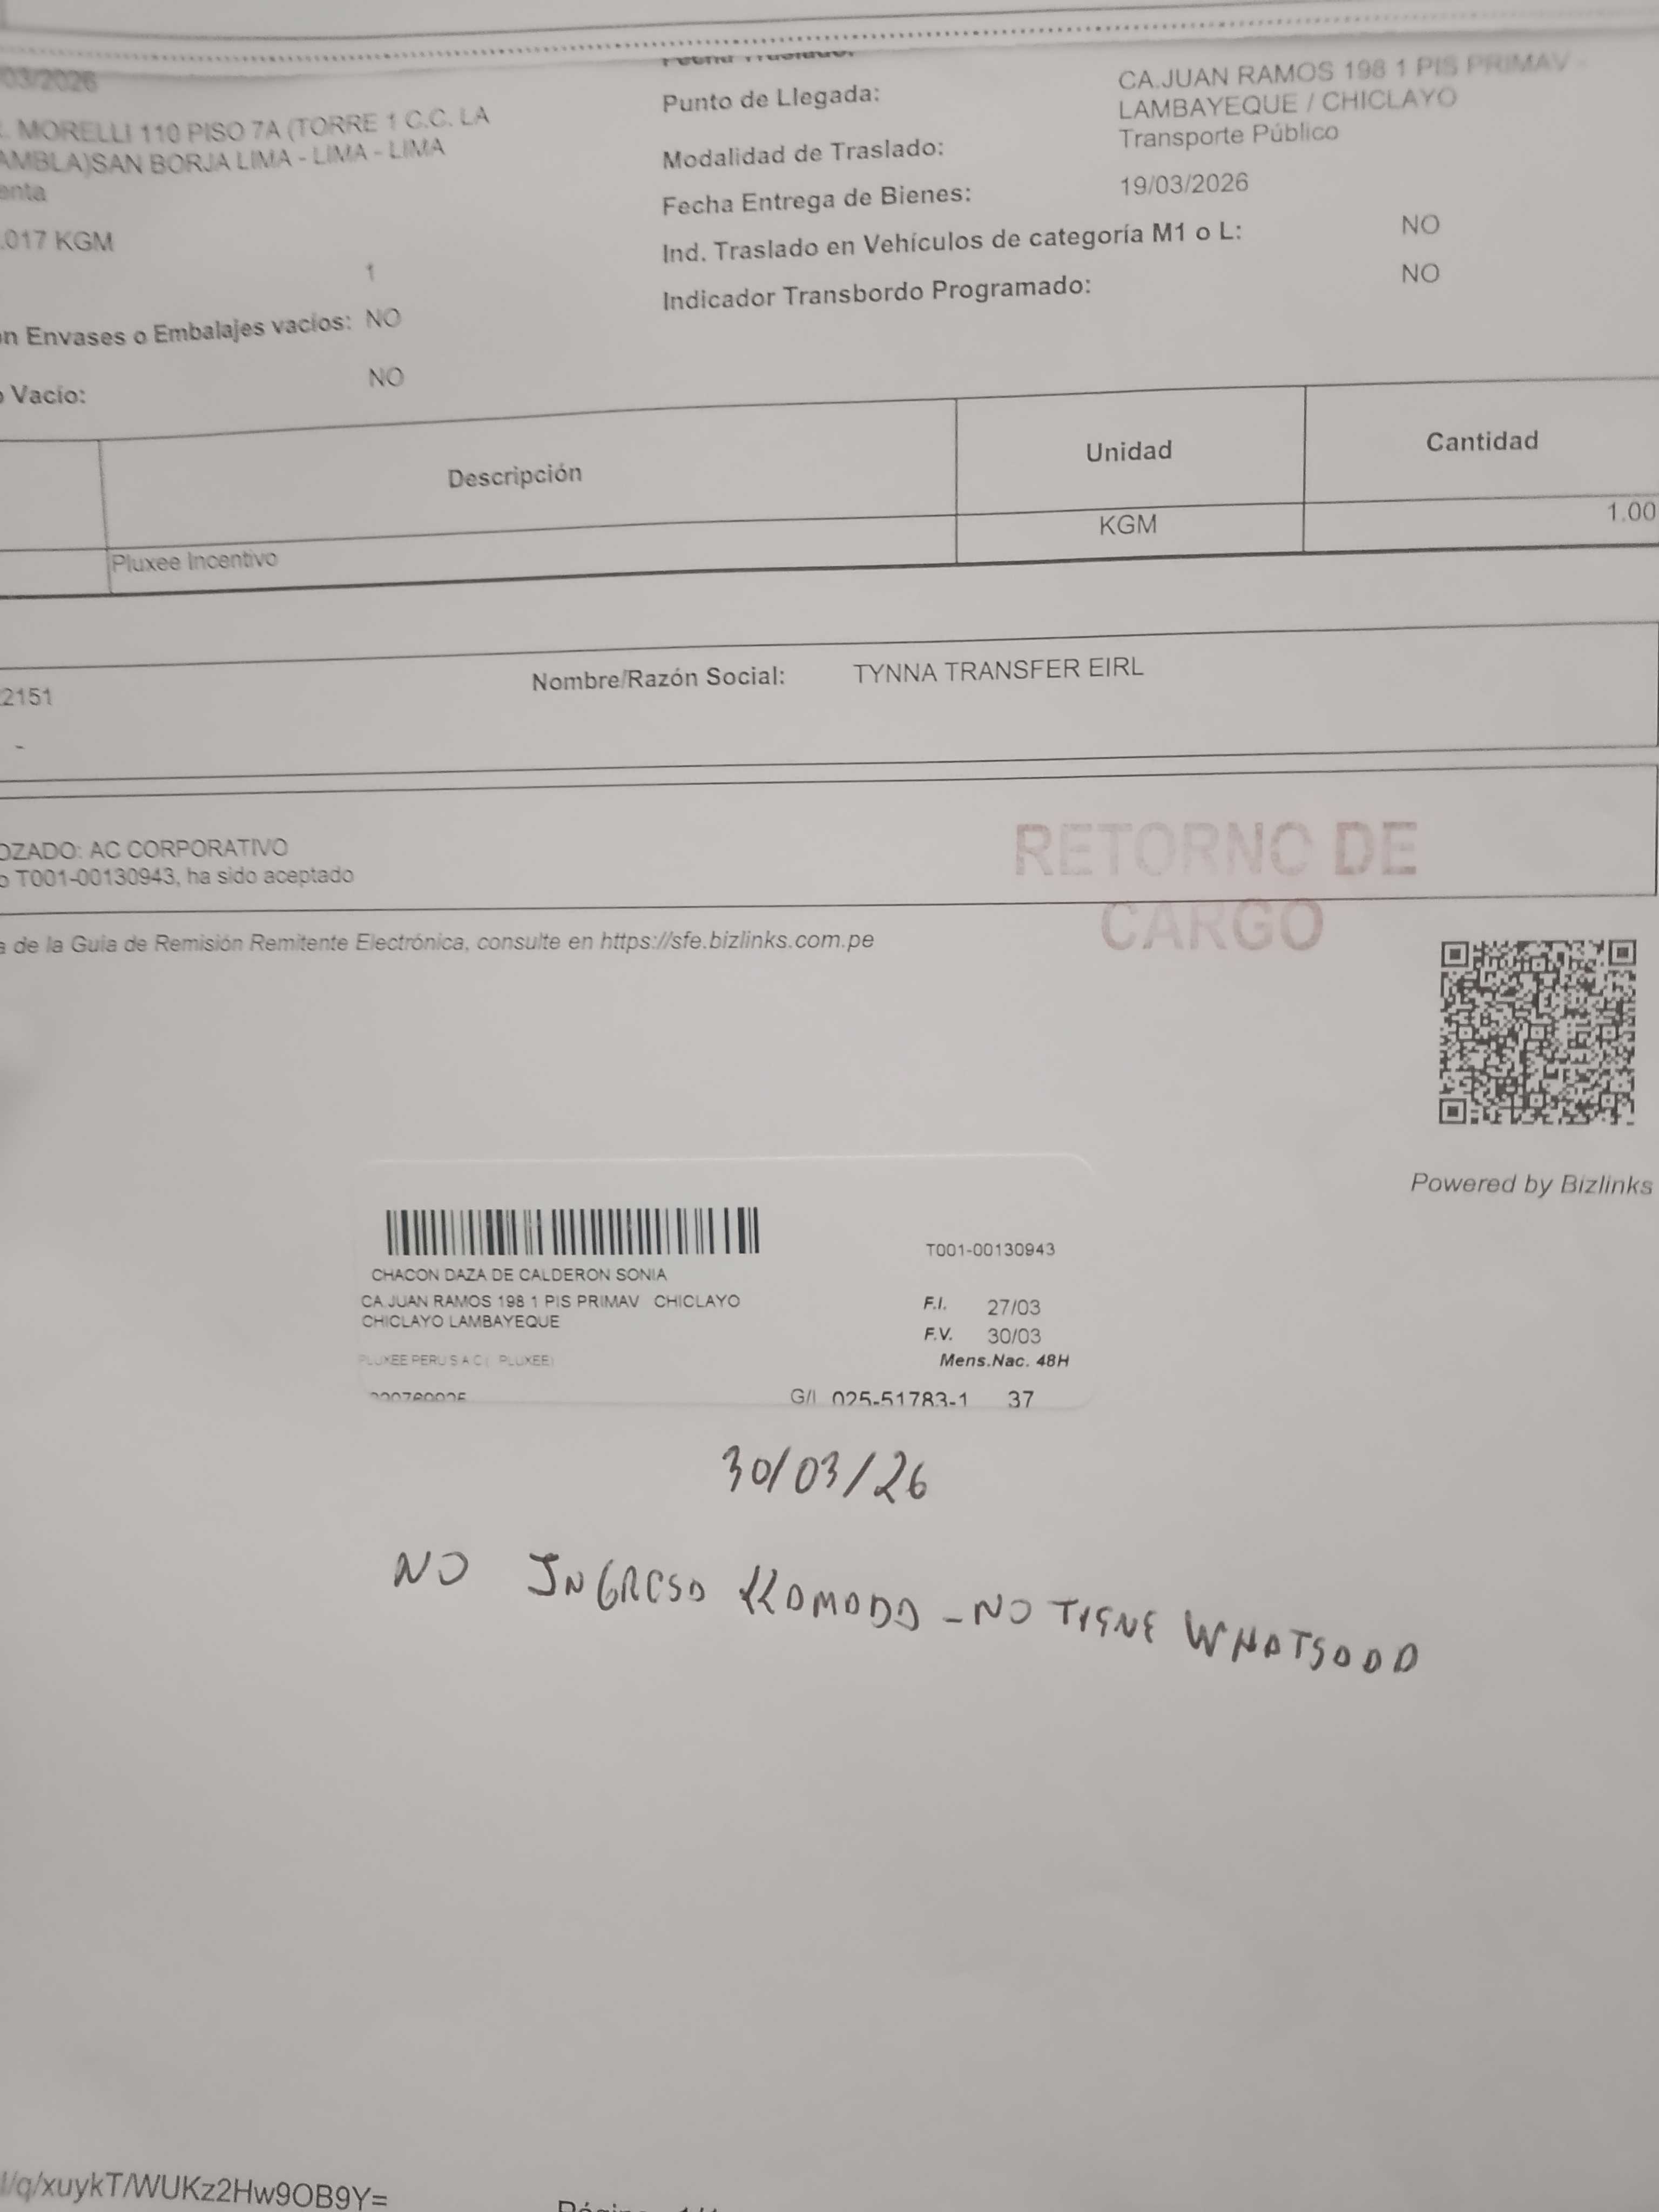 03/2026
MORELLI 110 PISO 7A (TORRE 1 C.C. LA
AMBLA)SAN BORJA LIMA - LIMA - LIMA
enta
.017 KGM
1
n Envases o Embalajes vacíos: NO
o Vacío: NO
Punto de Llegada: CA.JUAN RAMOS 198 1 PIS PRIMAV -
LAMBAYEQUE / CHICLAYO
Modalidad de Traslado: Transporte Público
Fecha Entrega de Bienes: 19/03/2026
Ind. Traslado en Vehículos de categoría M1 o L: NO
Indicador Transbordo Programado: NO
Descripción Unidad Cantidad
Pluxee Incentivo KGM 1.00
2151 Nombre/Razón Social: TYNNA TRANSFER EIRL
-
OZADO: AC CORPORATIVO
o T001-00130943, ha sido aceptado
RETORNO DE
CARGO
a de la Guía de Remisión Remitente Electrónica, consulte en https://sfe.bizlinks.com.pe
Powered by Bizlinks
T001-00130943
CHACON DAZA DE CALDERON SONIA
CA.JUAN RAMOS 198 1 PIS PRIMAV CHICLAYO
CHICLAYO LAMBAYEQUE
F.I. 27/03
F.V. 30/03
PLUXEE PERU S.A.C ( PLUXEE)
Mens.Nac. 48H
G/I 025-51783-1 37
30/03/26
NO INGRESO - NO TIENE
l/q/xuykT/WUKz2Hw9OB9Y=